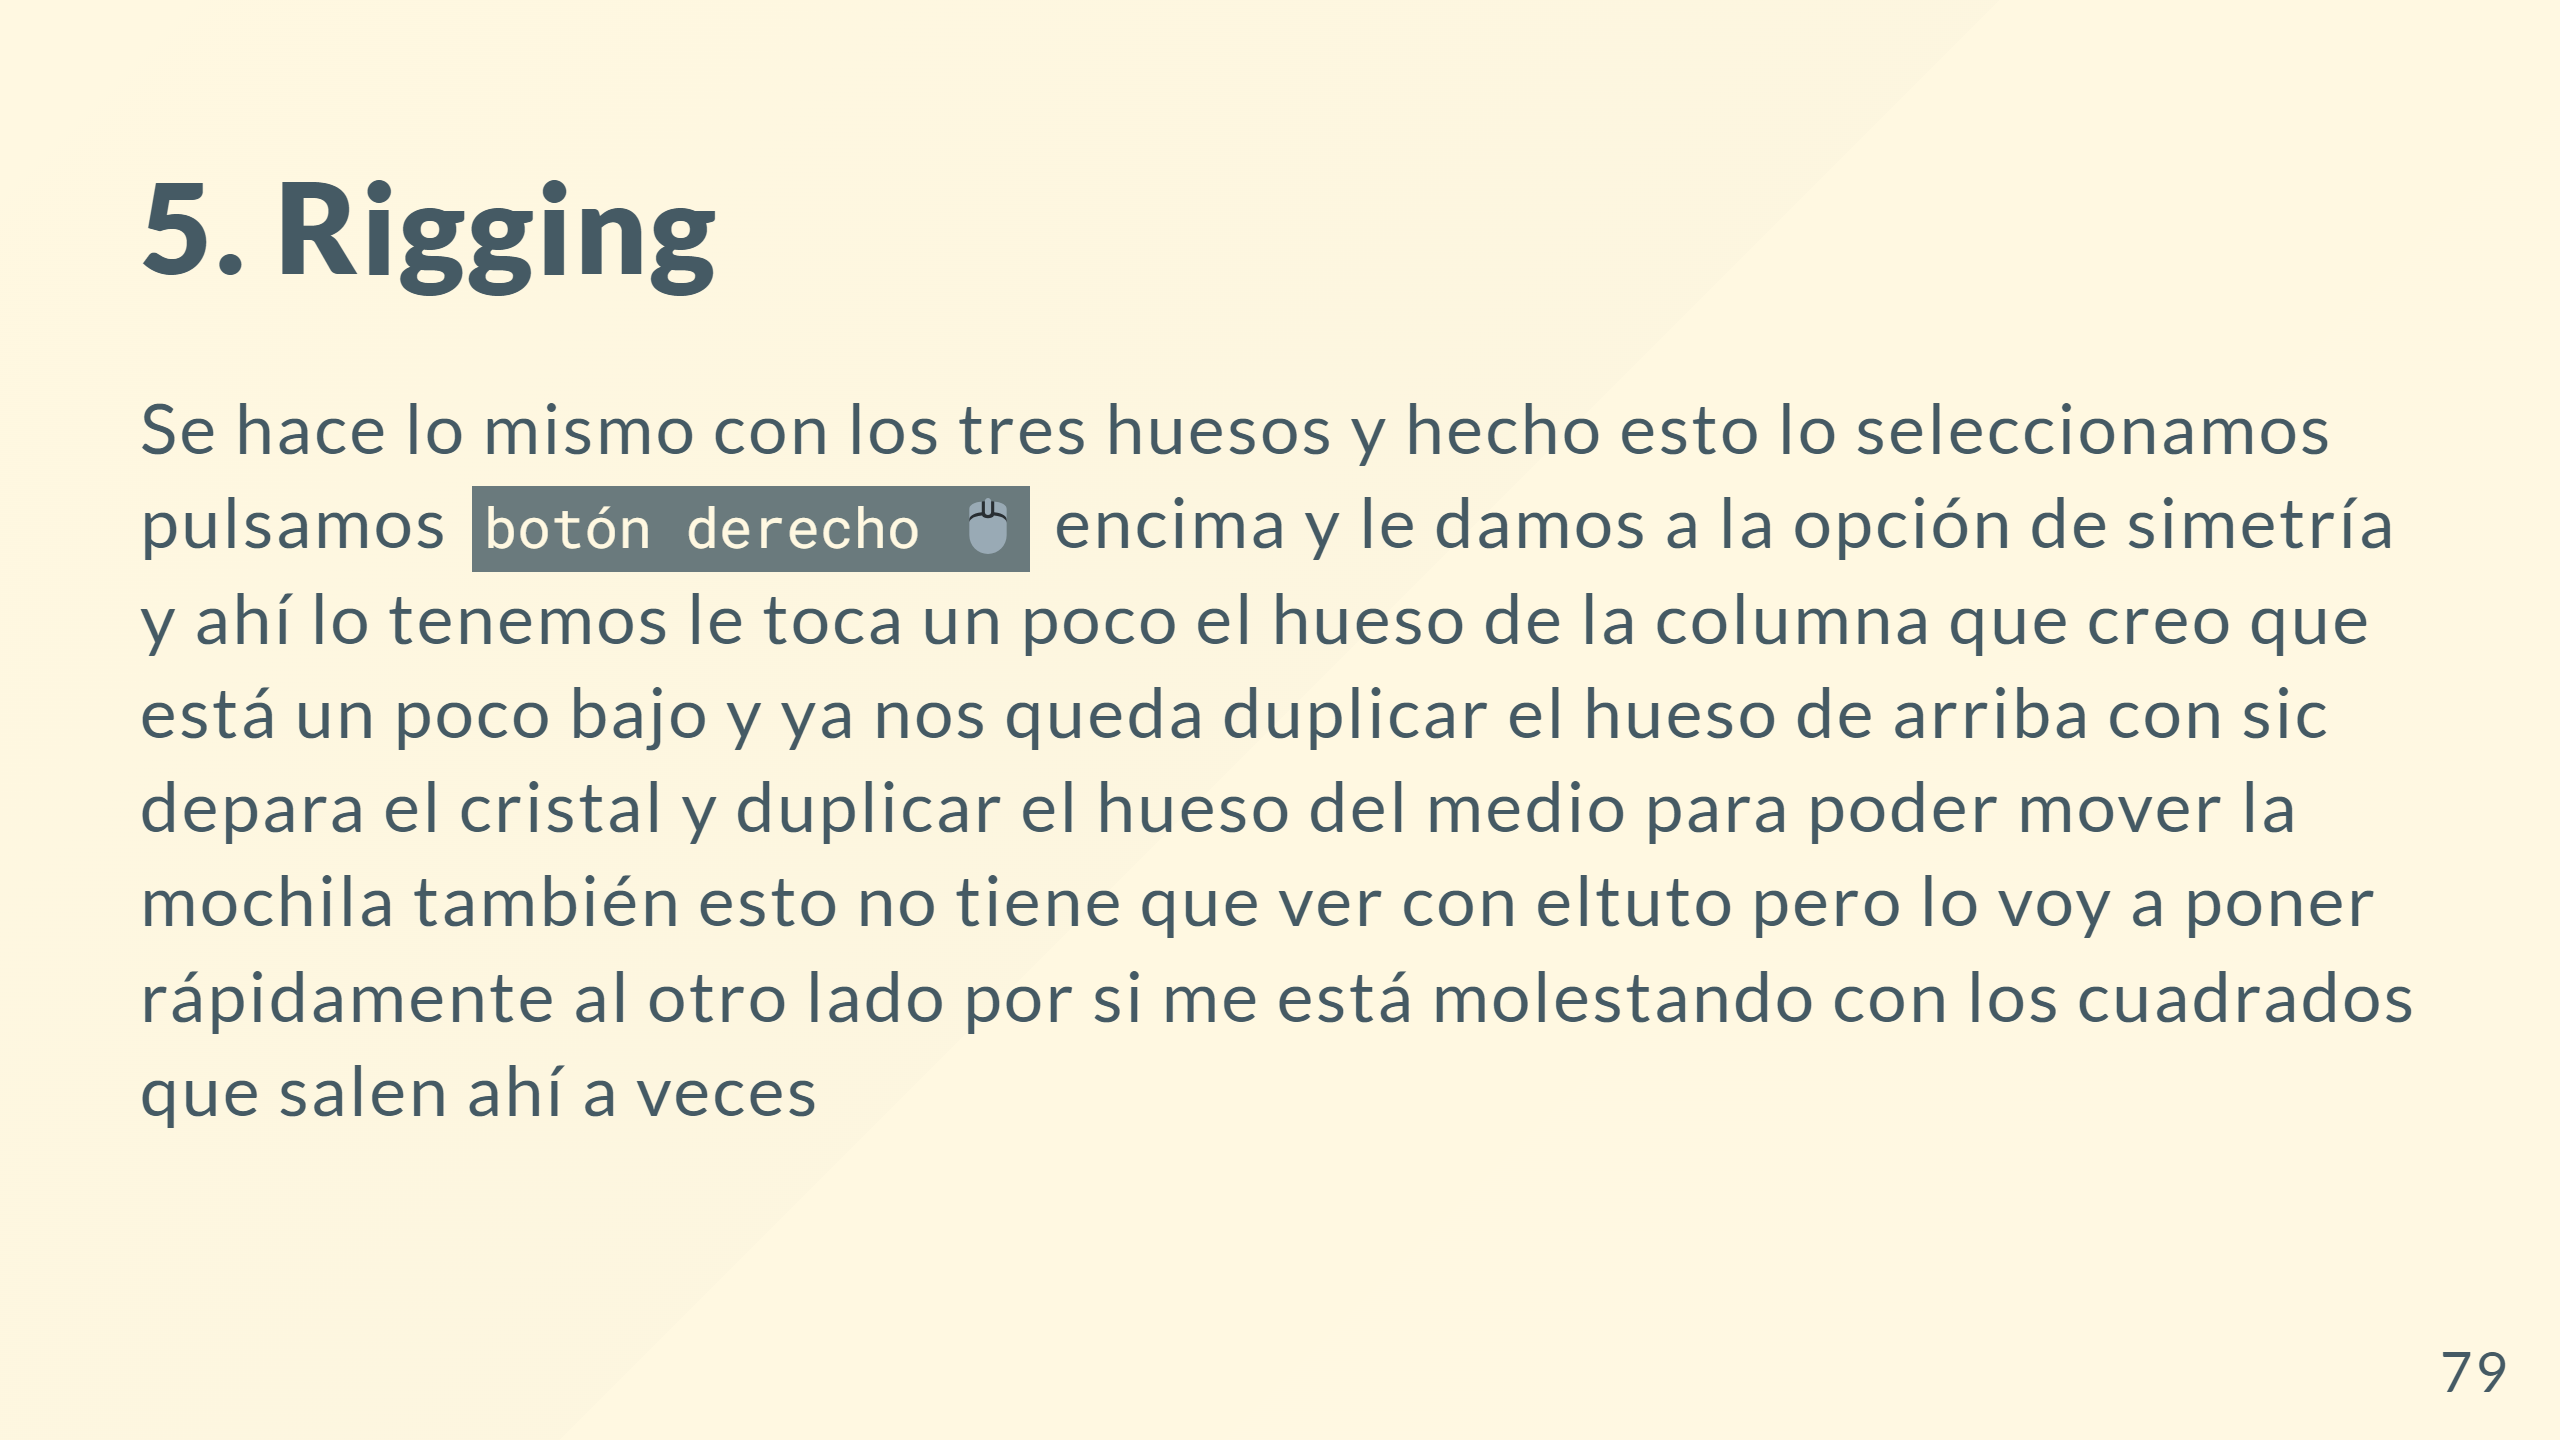 5. Rigging
Se hace lo mismo con los tres huesos y hecho esto lo seleccionamos
pulsamos botón derecho 🖱 encima y le damos a la opción de simetría
y ahí lo tenemos le toca un poco el hueso de la columna que creo que
está un poco bajo y ya nos queda duplicar el hueso de arriba con sic
depara el cristal y duplicar el hueso del medio para poder mover la
mochila también esto no tiene que ver con eltuto pero lo voy a poner
rápidamente al otro lado por si me está molestando con los cuadrados
que salen ahí a veces
79